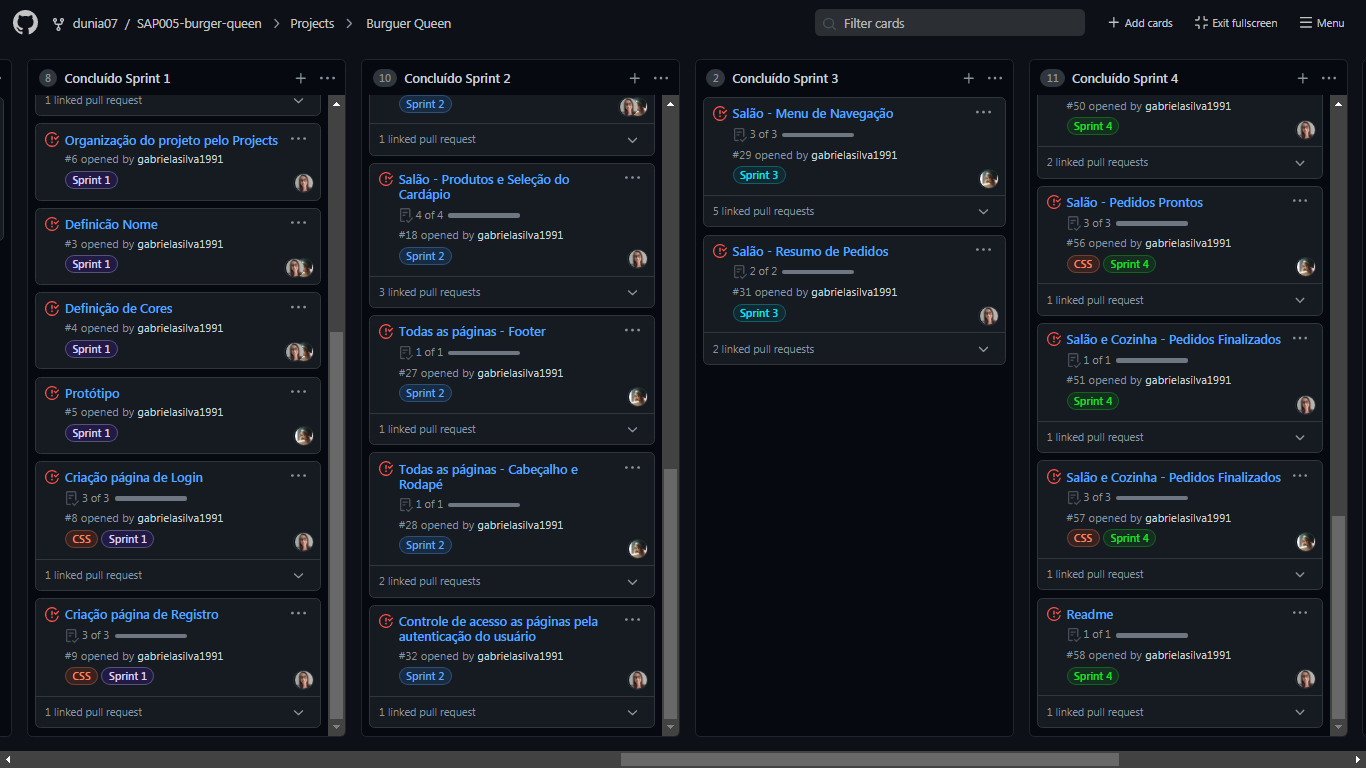 dunia07 / SAP005-burger-queen > Projects > Burguer Queen
Filter cards
Add cards
Exit fullscreen
Menu
8 Concluído Sprint 1
1 linked pull request
Organização do projeto pelo Projects
#6 opened by gabrielasilva1991
Sprint 1
Definicão Nome
#3 opened by gabrielasilva1991
Sprint 1
Definição de Cores
#4 opened by gabrielasilva1991
Sprint 1
Protótipo
#5 opened by gabrielasilva1991
Sprint 1
Criação página de Login
3 of 3
#8 opened by gabrielasilva1991
CSS Sprint 1
1 linked pull request
Criação página de Registro
3 of 3
#9 opened by gabrielasilva1991
CSS Sprint 1
1 linked pull request
10 Concluído Sprint 2
Sprint 2
1 linked pull request
Salão - Produtos e Seleção do
Cardápio
4 of 4
#18 opened by gabrielasilva1991
Sprint 2
3 linked pull requests
Todas as páginas - Footer
1 of 1
#27 opened by gabrielasilva1991
Sprint 2
1 linked pull request
Todas as páginas - Cabeçalho e
Rodapé
1 of 1
#28 opened by gabrielasilva1991
Sprint 2
2 linked pull requests
Controle de acesso as páginas pela
autenticação do usuário
#32 opened by gabrielasilva1991
Sprint 2
1 linked pull request
2 Concluído Sprint 3
Salão - Menu de Navegação
3 of 3
#29 opened by gabrielasilva1991
Sprint 3
5 linked pull requests
Salão - Resumo de Pedidos
2 of 2
#31 opened by gabrielasilva1991
Sprint 3
2 linked pull requests
11 Concluído Sprint 4
#50 opened by gabrielasilva1991
Sprint 4
2 linked pull requests
Salão - Pedidos Prontos
3 of 3
#56 opened by gabrielasilva1991
CSS Sprint 4
1 linked pull request
Salão e Cozinha - Pedidos Finalizados
1 of 1
#51 opened by gabrielasilva1991
Sprint 4
1 linked pull request
Salão e Cozinha - Pedidos Finalizados
3 of 3
#57 opened by gabrielasilva1991
CSS Sprint 4
1 linked pull request
Readme
1 of 1
#58 opened by gabrielasilva1991
Sprint 4
1 linked pull request